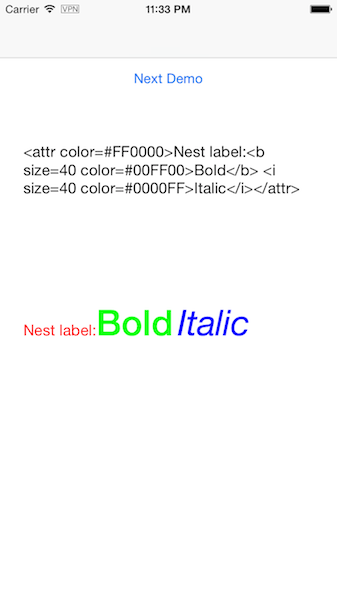 Carrier VPN 11:33 PM
Next Demo
<attr color=#FF0000>Nest label:<b
size=40 color=#00FF00>Bold</b> <i
size=40 color=#0000FF>Italic</i></attr>
Nest label:Bold Italic